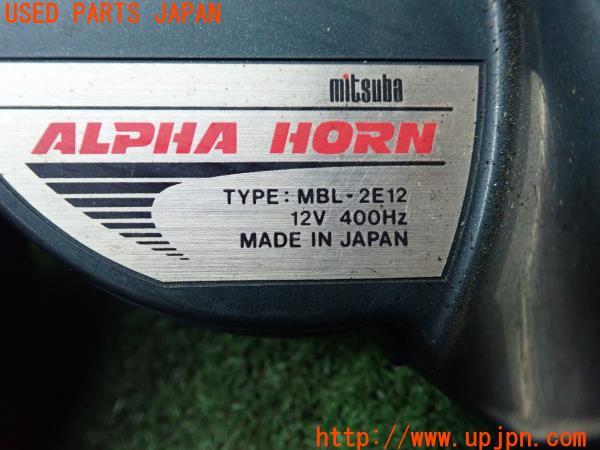 USED PARTS JAPAN
mitsuba
ALPHA HORN
TYPE: MBL-2E12
12V 400Hz
MADE IN JAPAN
http://www.upjpn.com/